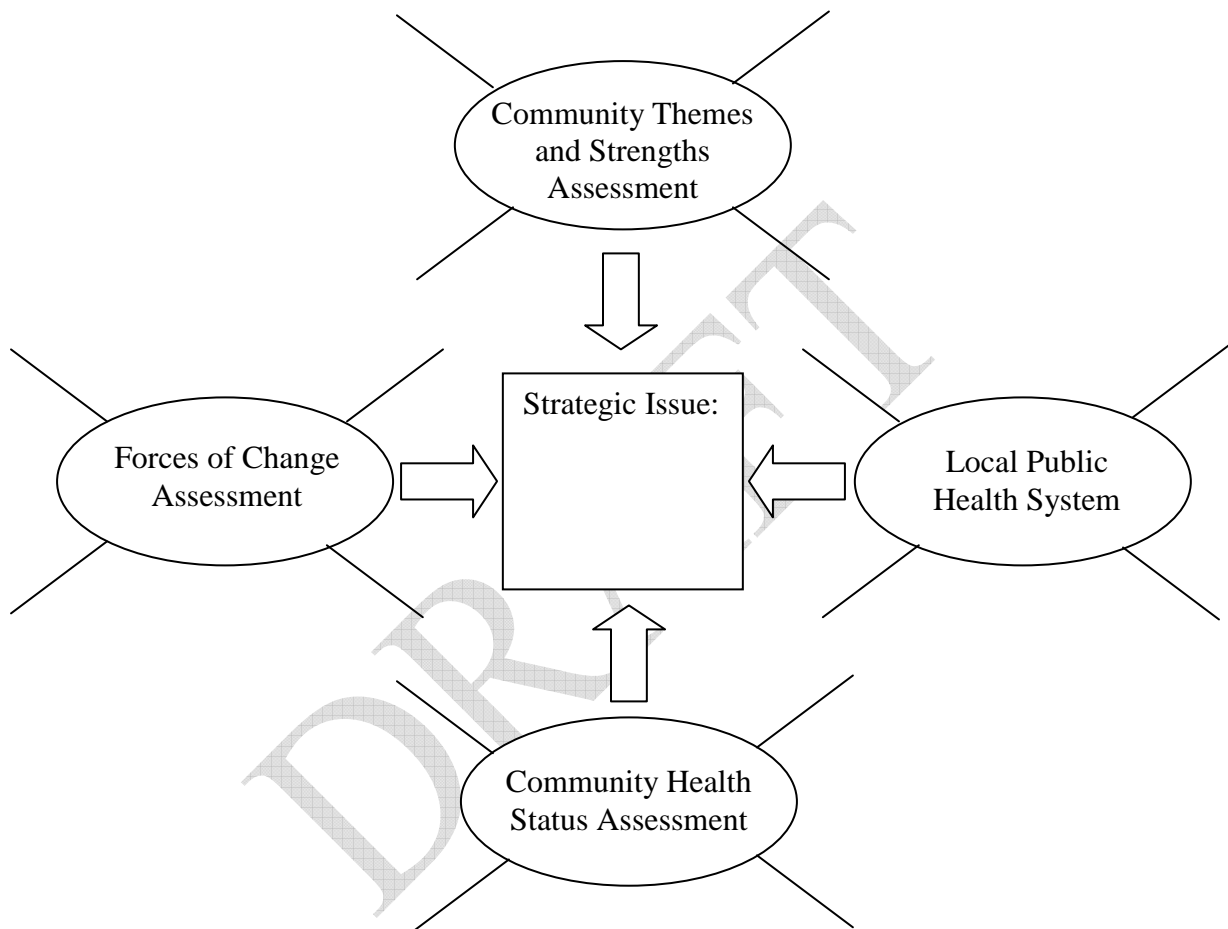 Community Themes
and Strengths
Assessment
Forces of Change
Assessment
Strategic Issue:
Local Public
Health System
Community Health
Status Assessment
DRAFT